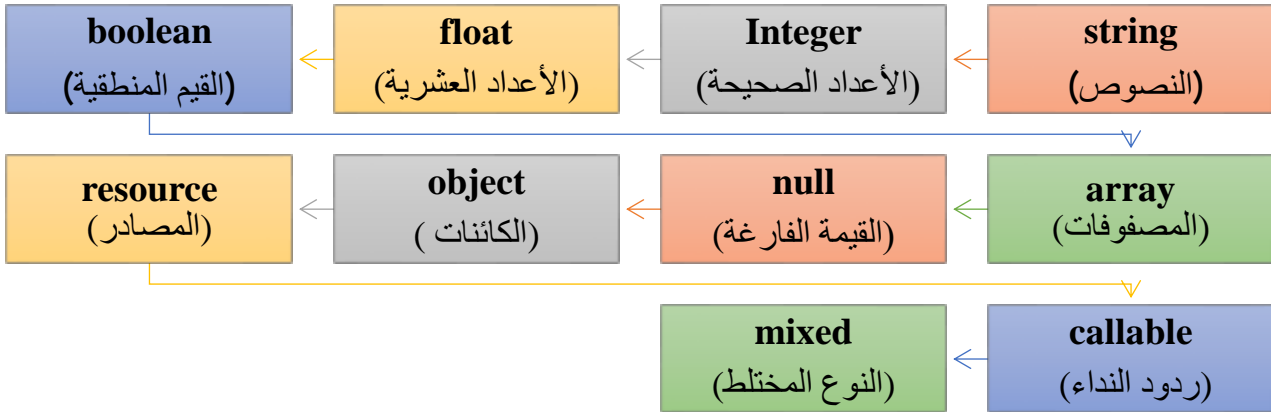 string
(النصوص)
Integer
(الأعداد الصحيحة)
float
(الأعداد العشرية)
boolean
(القيم المنطقية)
array
(المصفوفات)
null
(القيمة الفارغة)
object
(الكائنات )
resource
(المصادر)
callable
(ردود النداء)
mixed
(النوع المختلط)